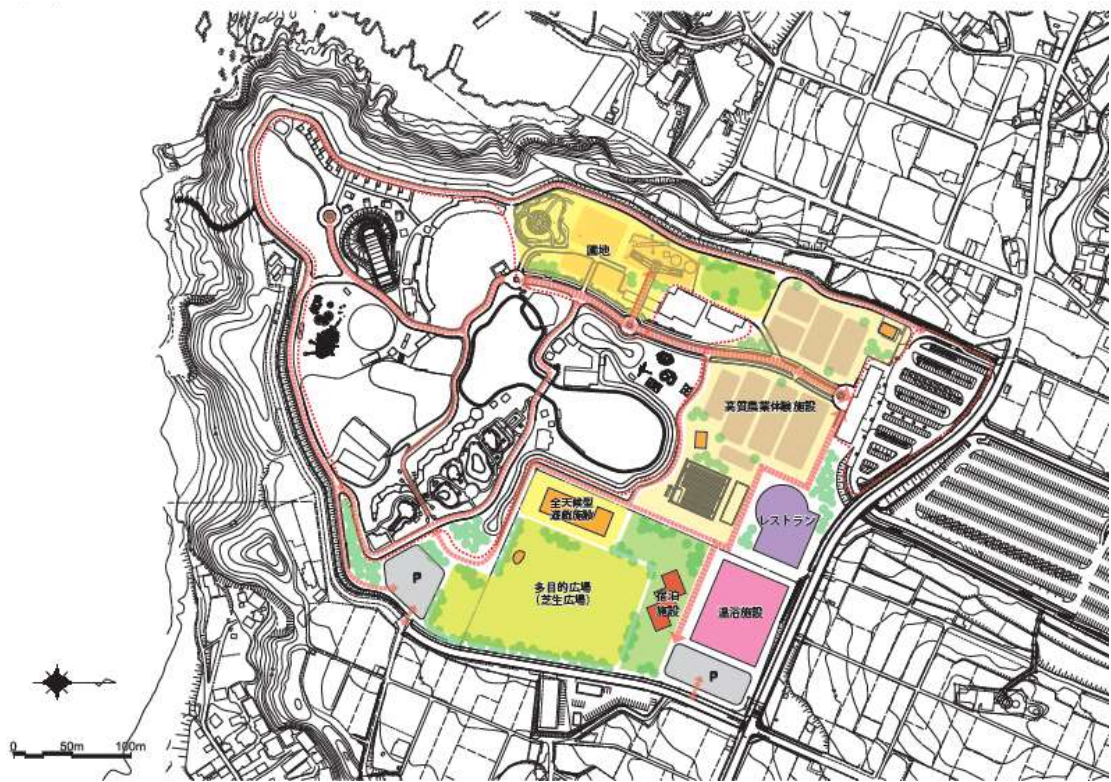 園地
高質農業体験施設
レストラン
全天候型
遊戯施設
多目的広場
(芝生広場)
宿泊
施設
温浴施設
P
P
0 50m 100m